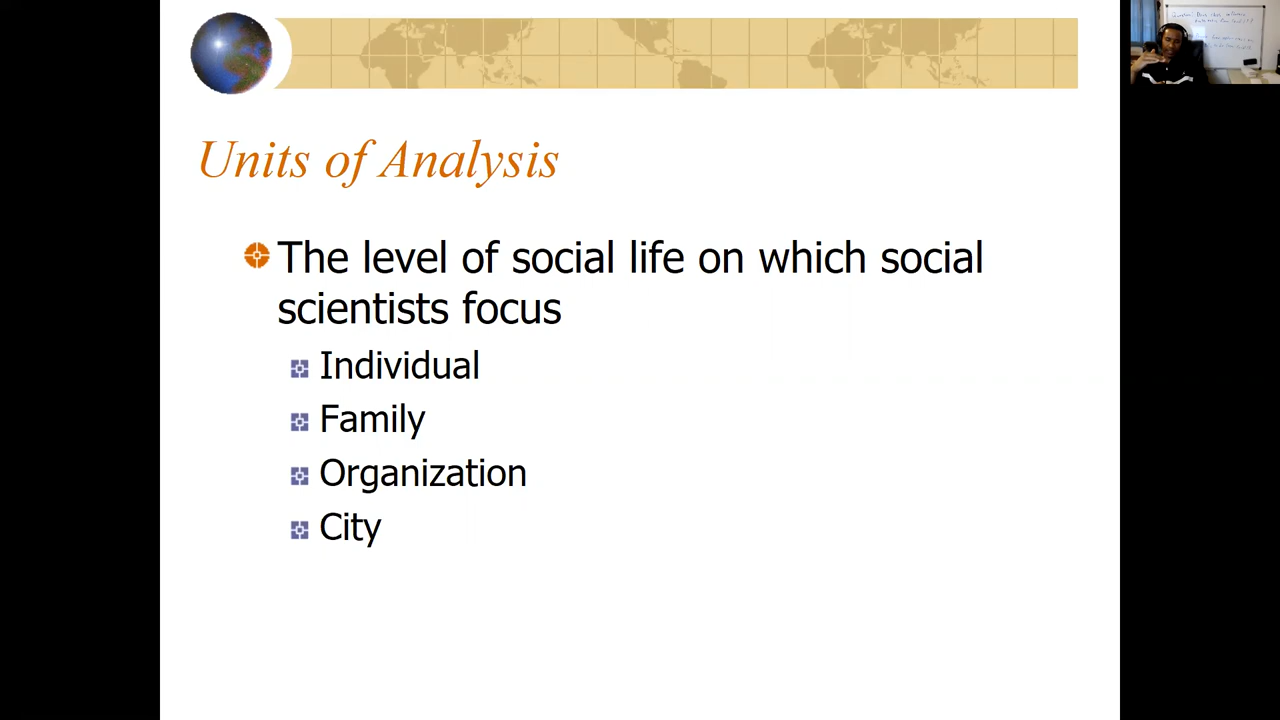 Units of Analysis
The level of social life on which social
scientists focus
Individual
Family
Organization
City